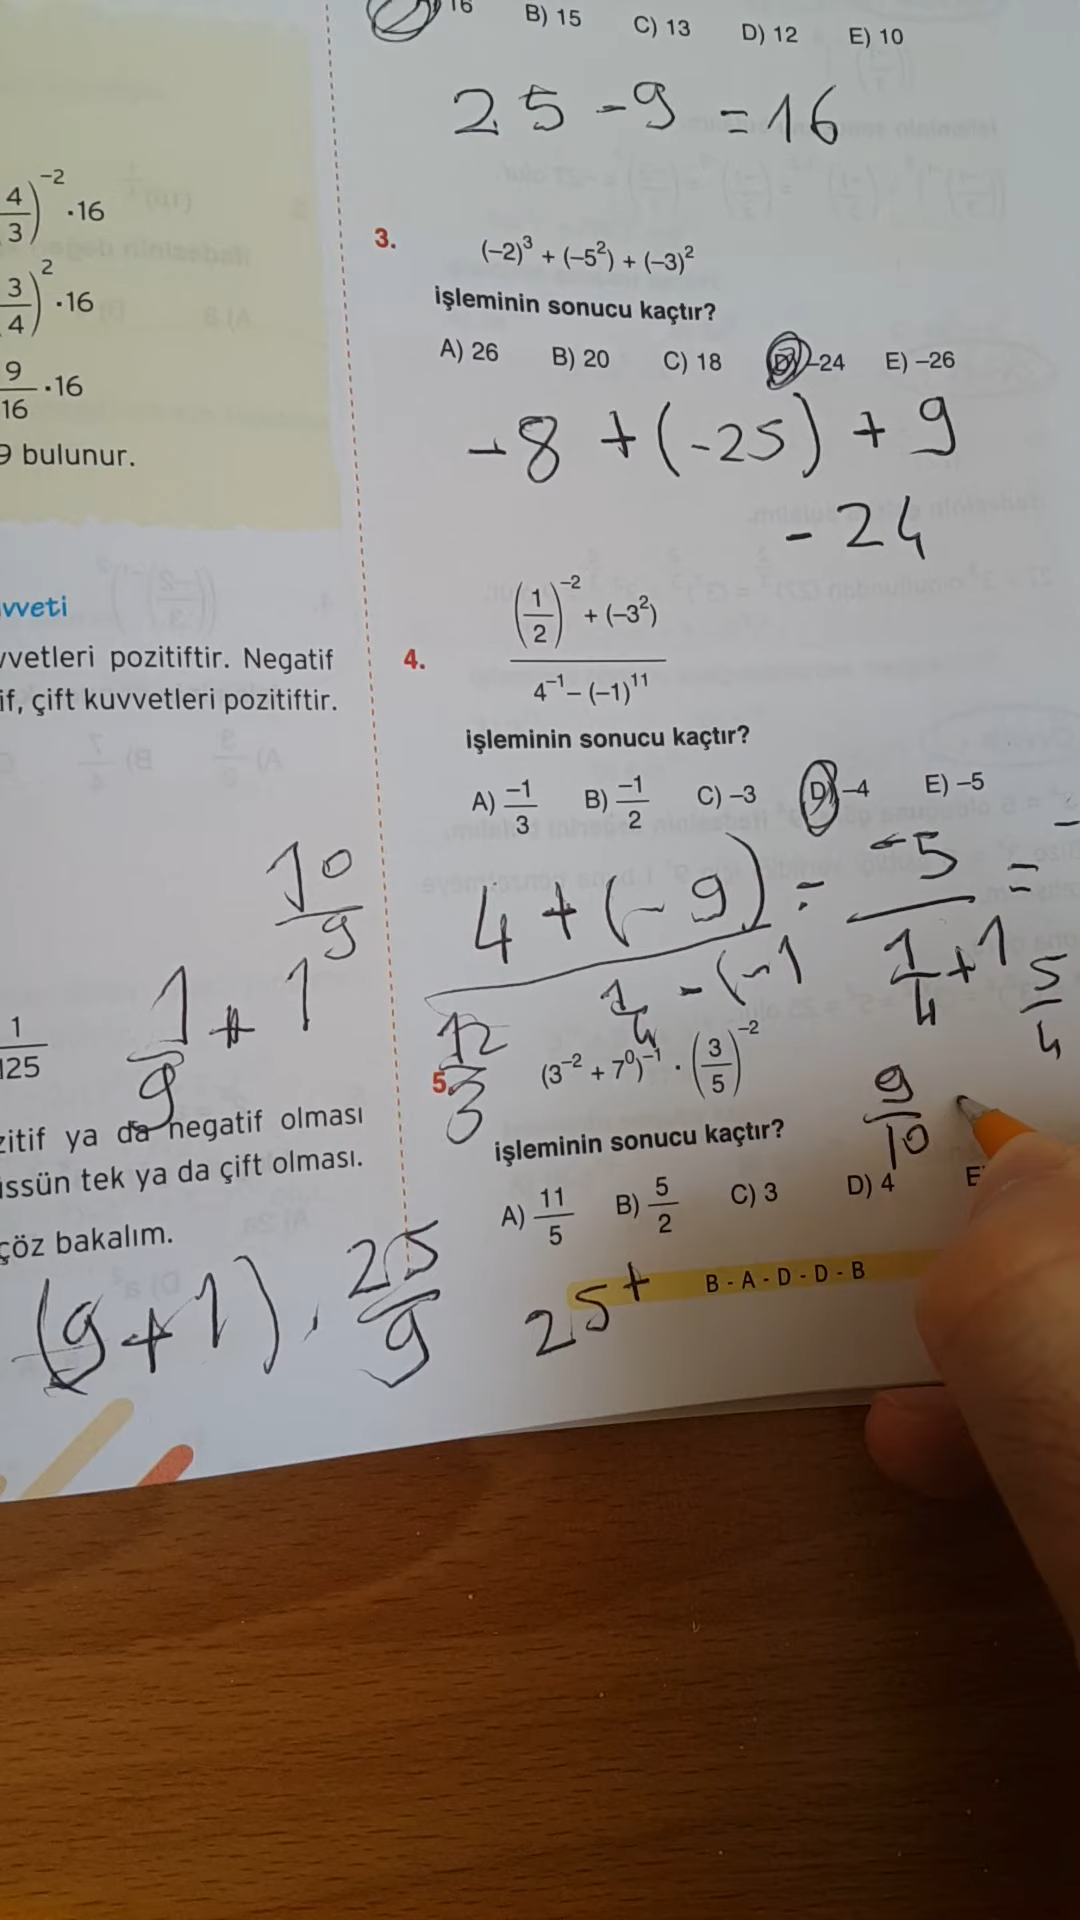 (4/3)^-2 · 16
(3/4)^2 · 16
9/16 · 16
9 bulunur.
vveti
vvetleri pozitiftir. Negatif
if, çift kuvvetleri pozitiftir.
10/9
1/9 + 1
1/125
zitif ya da negatif olması
issün tek ya da çift olması.
çöz bakalım.
(9+1) · 25/9
16 B) 15 C) 13 D) 12 E) 10
25 - 9 = 16
3. (–2)³ + (–5²) + (–3)²
işleminin sonucu kaçtır?
A) 26 B) 20 C) 18 D) –24 E) –26
-8 + (-25) + 9
- 24
4. ((1/2)^-2 + (–3²)) / (4^-1 – (–1)^11)
işleminin sonucu kaçtır?
A) –1/3 B) –1/2 C) –3 D) –4 E) –5
4 + (-9) / 1/4 - (-1 = -5 / 1/4 + 1 =
5/4
12/3
5. (3^-2 + 7^0)^-1 · (3/5)^-2
9/10
işleminin sonucu kaçtır?
A) 11/5 B) 5/2 C) 3 D) 4 E
25+
B - A - D - D - B